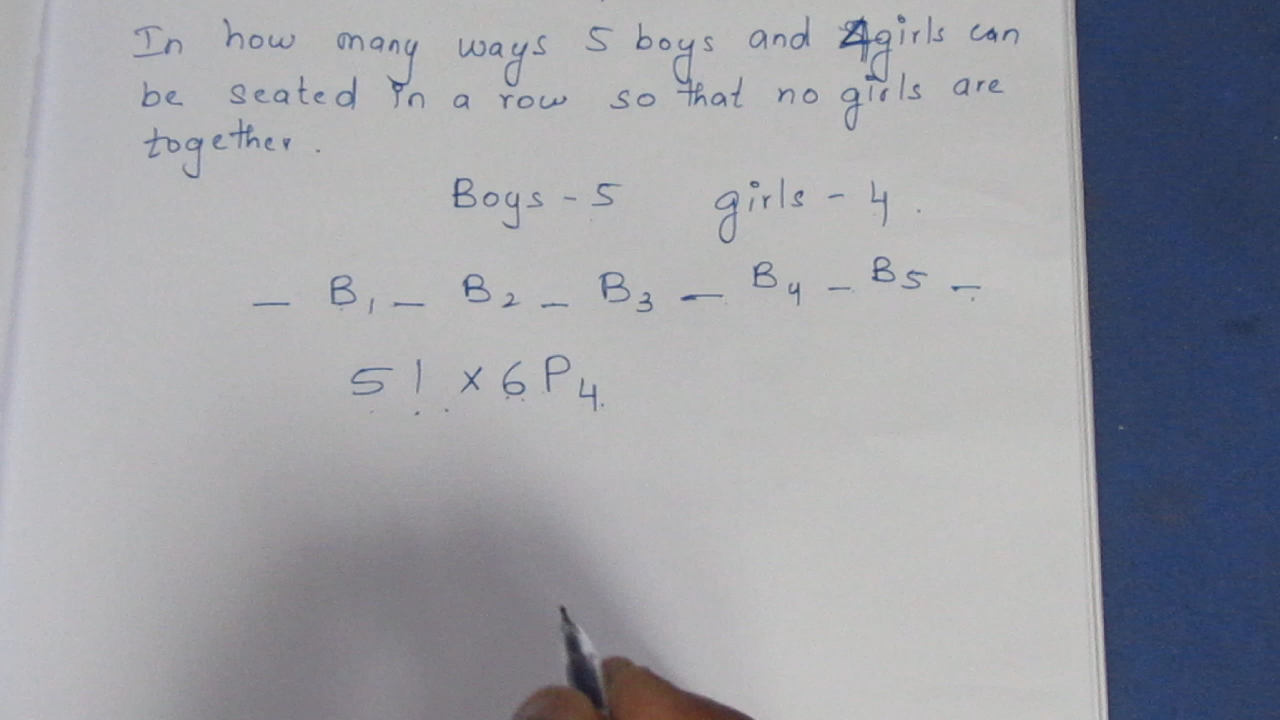 In how many ways 5 boys and 4 girls can
be seated in a row so that no girls are
together.
Boys - 5 girls - 4.
_ B1 _ B2 _ B3 _ B4 _ B5 _
5! × 6P4